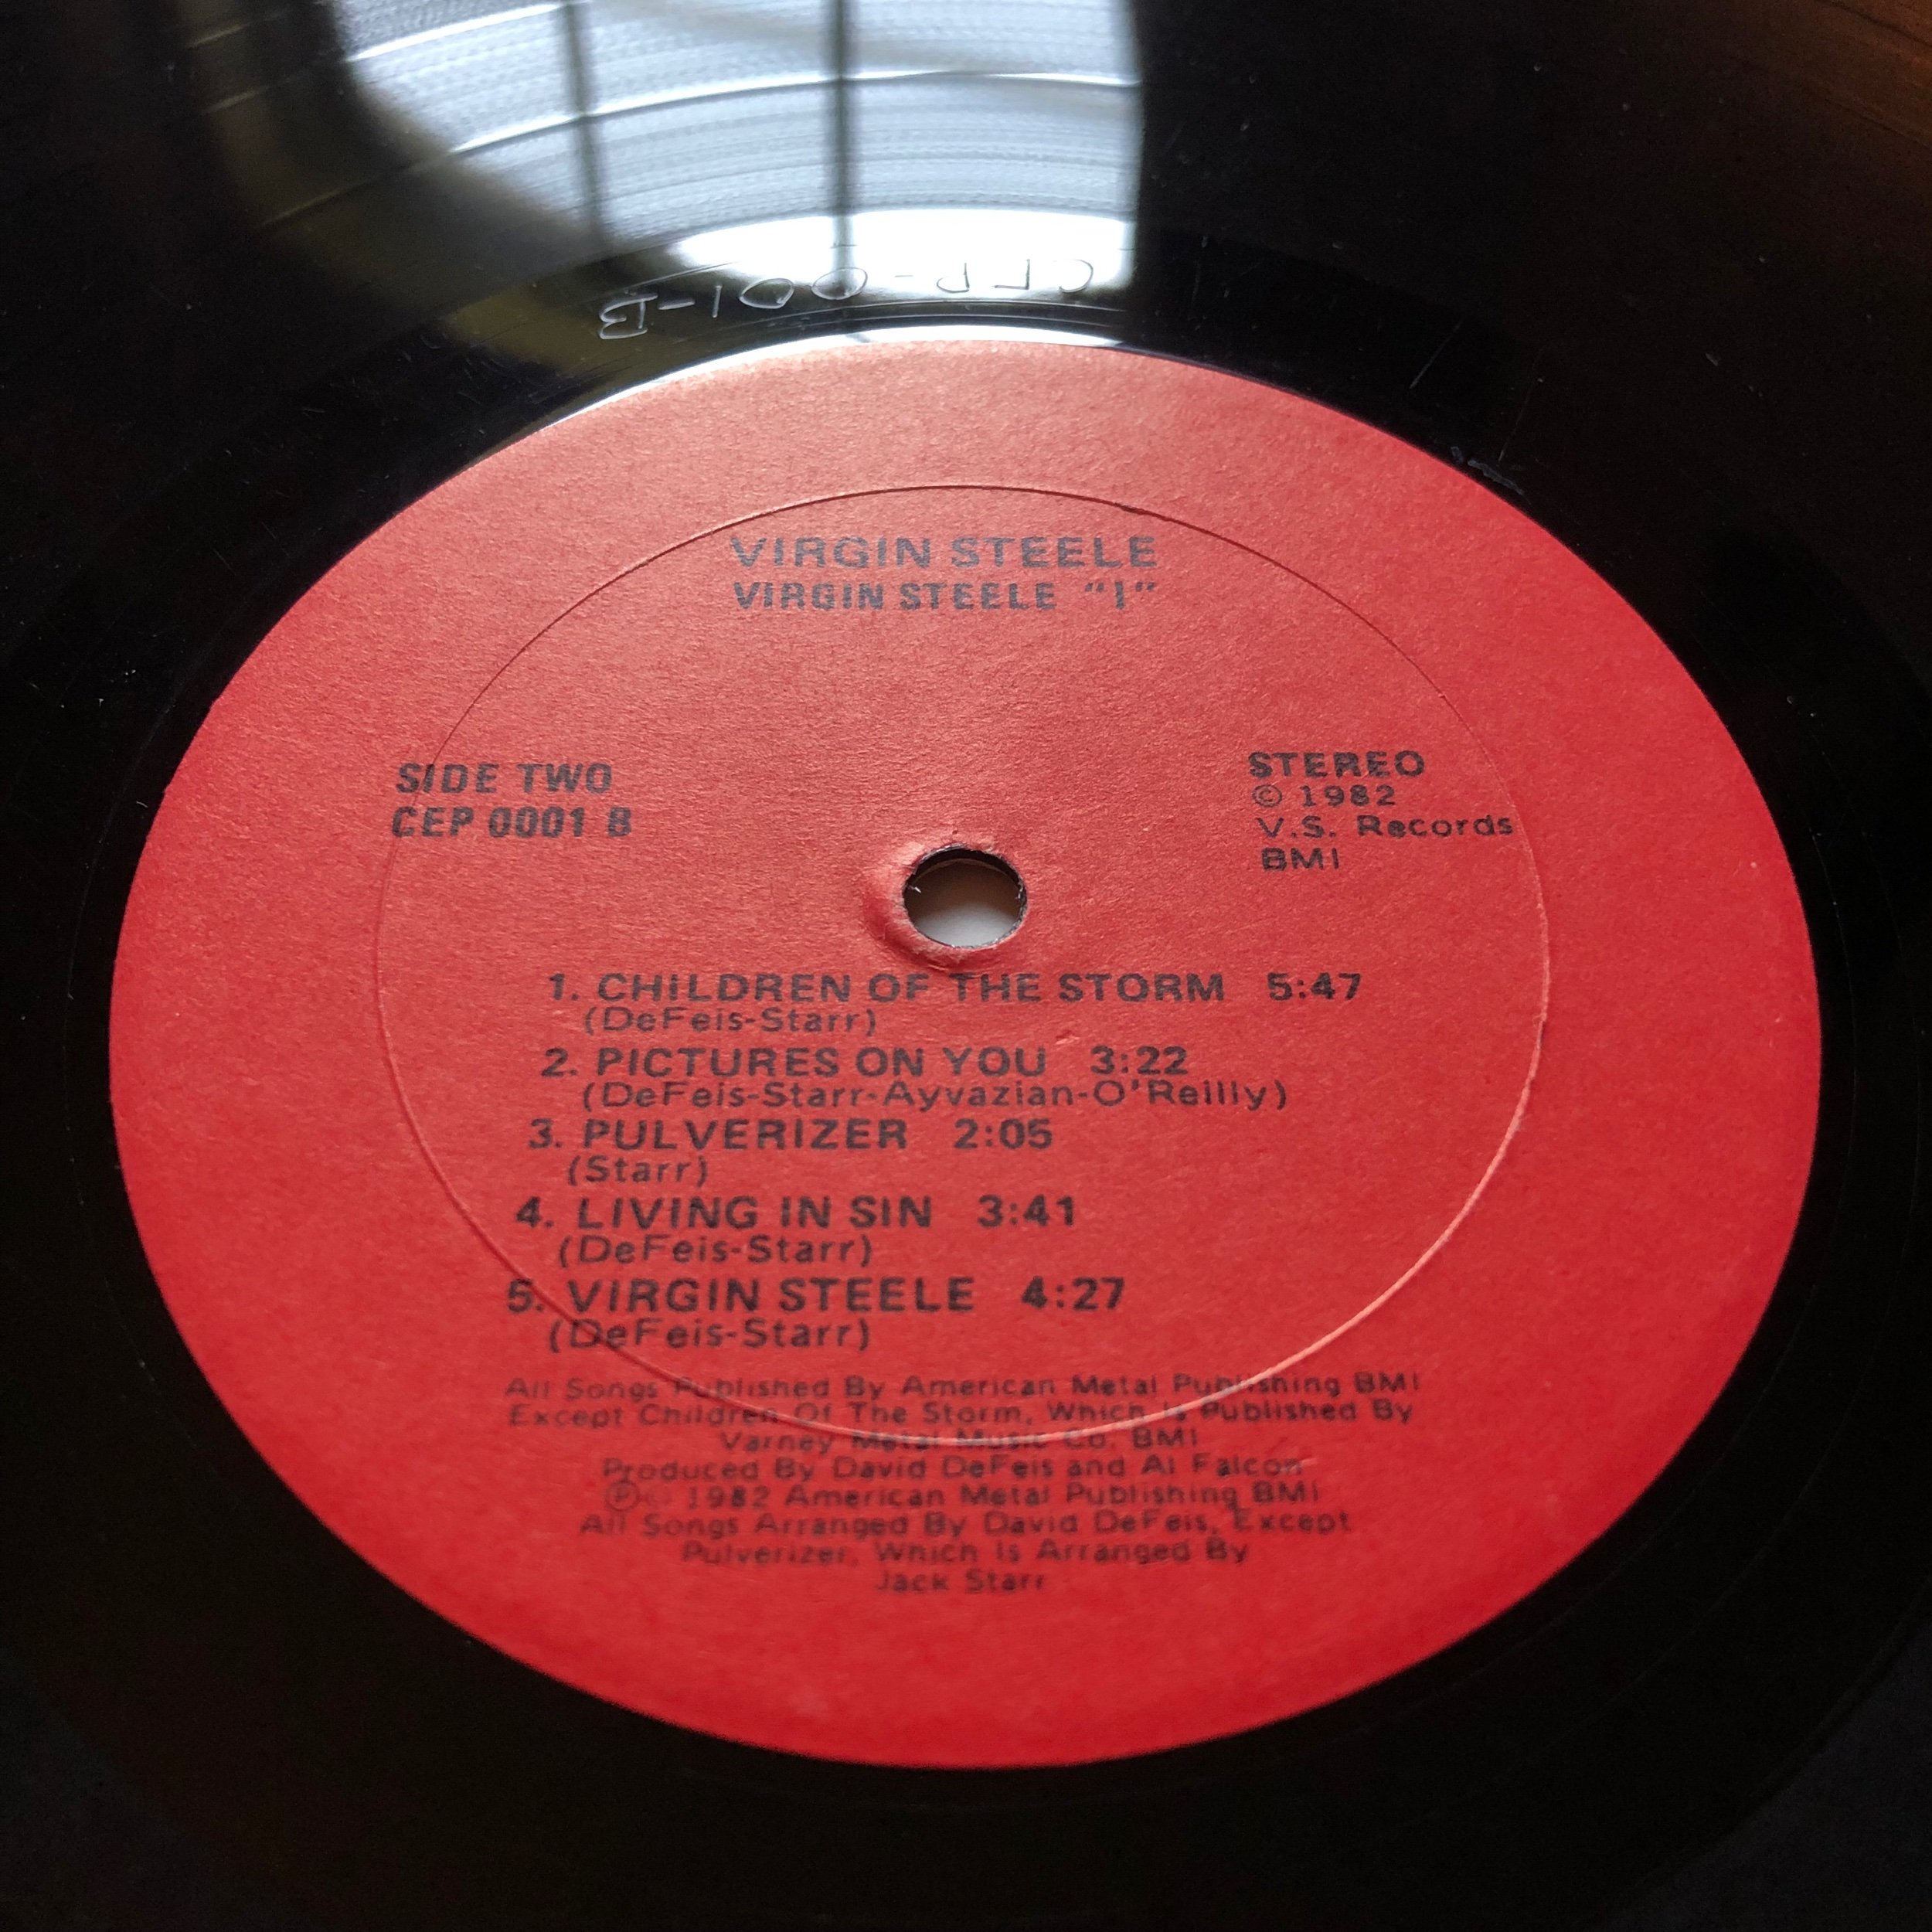 CEP-001-B
VIRGIN STEELE
VIRGIN STEELE "I"
SIDE TWO
CEP 0001 B
STEREO
© 1982
V.S. Records
BMI
1. CHILDREN OF THE STORM 5:47
(DeFeis-Starr)
2. PICTURES ON YOU 3:22
(DeFeis-Starr-Ayvazian-O'Reilly)
3. PULVERIZER 2:05
(Starr)
4. LIVING IN SIN 3:41
(DeFeis-Starr)
5. VIRGIN STEELE 4:27
(DeFeis-Starr)
All Songs Published By American Metal Publishing BMI
Except Children Of The Storm, Which Is Published By
Varney Metal Music Co. BMI
Produced By David DeFeis and Al Falcon
℗© 1982 American Metal Publishing BMI
All Songs Arranged By David DeFeis, Except
Pulverizer, Which Is Arranged By
Jack Starr